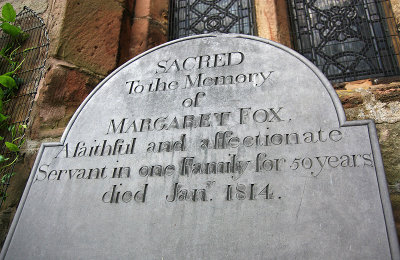 SACRED
To the Memory
of
MARGARET FOX.
A faithful and affectionate
Servant in one Family for 50 years
died Janʸ. 1814.